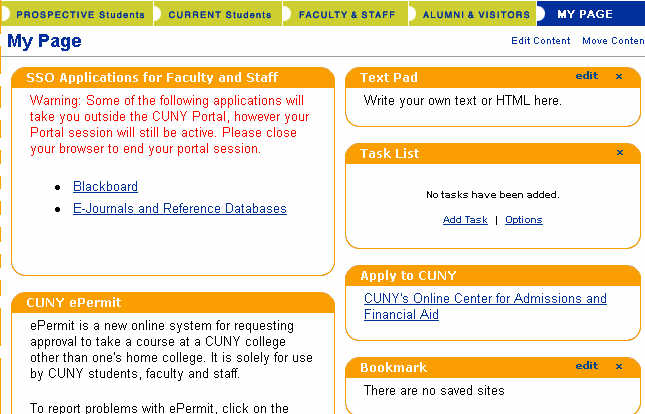 PROSPECTIVE Students CURRENT Students FACULTY & STAFF ALUMNI & VISITORS MY PAGE
My Page
Edit Content Move Conten
SSO Applications for Faculty and Staff
Warning: Some of the following applications will
take you outside the CUNY Portal, however your
Portal session will still be active. Please close
your browser to end your portal session.
Blackboard
E-Journals and Reference Databases
CUNY ePermit
ePermit is a new online system for requesting
approval to take a course at a CUNY college
other than one's home college. It is solely for use
by CUNY students, faculty and staff.
To report problems with ePermit, click on the
Text Pad edit x
Write your own text or HTML here.
Task List x
No tasks have been added.
Add Task | Options
Apply to CUNY
CUNY's Online Center for Admissions and
Financial Aid
Bookmark edit x
There are no saved sites